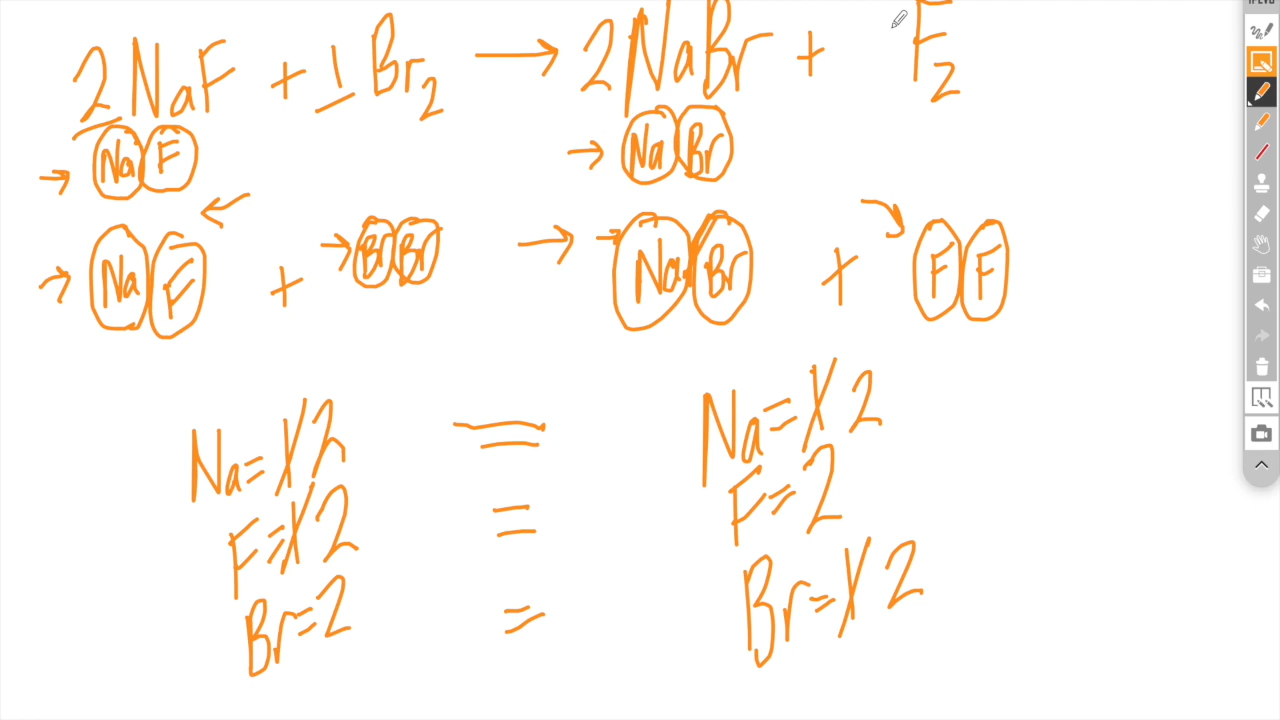 2NaF + 1Br2 → 2NaBr + F2
→ Na F → Na Br
→ Na F + → Br Br → → Na Br + F F
Na = 1 2 = Na = 1 2
F = 1 2 = F = 2
Br = 2 = Br = 1 2